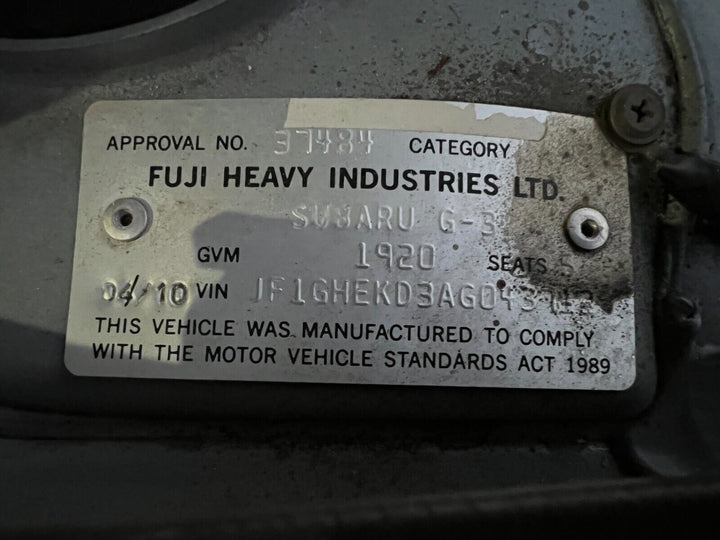 APPROVAL NO. 37484 CATEGORY
FUJI HEAVY INDUSTRIES LTD.
SUBARU G-3
GVM 1920 SEATS 5
04/10 VIN
THIS VEHICLE WAS MANUFACTURED TO COMPLY
WITH THE MOTOR VEHICLE STANDARDS ACT 1989